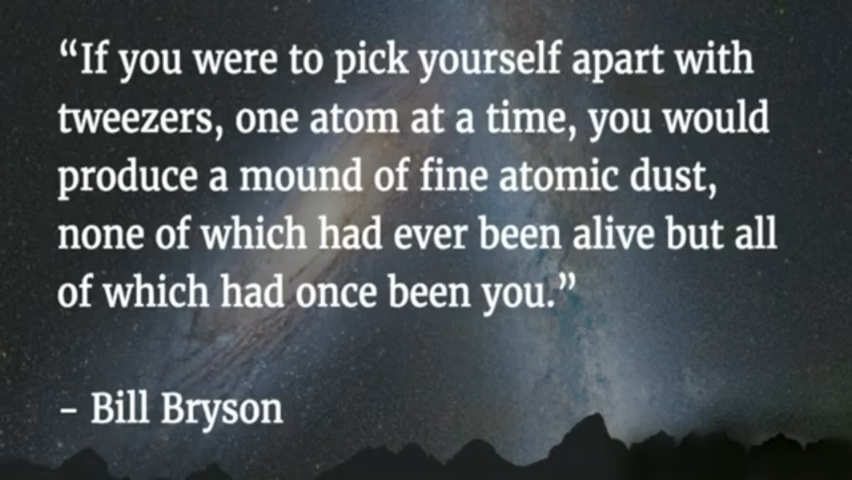 “If you were to pick yourself apart with
tweezers, one atom at a time, you would
produce a mound of fine atomic dust,
none of which had ever been alive but all
of which had once been you.”
– Bill Bryson